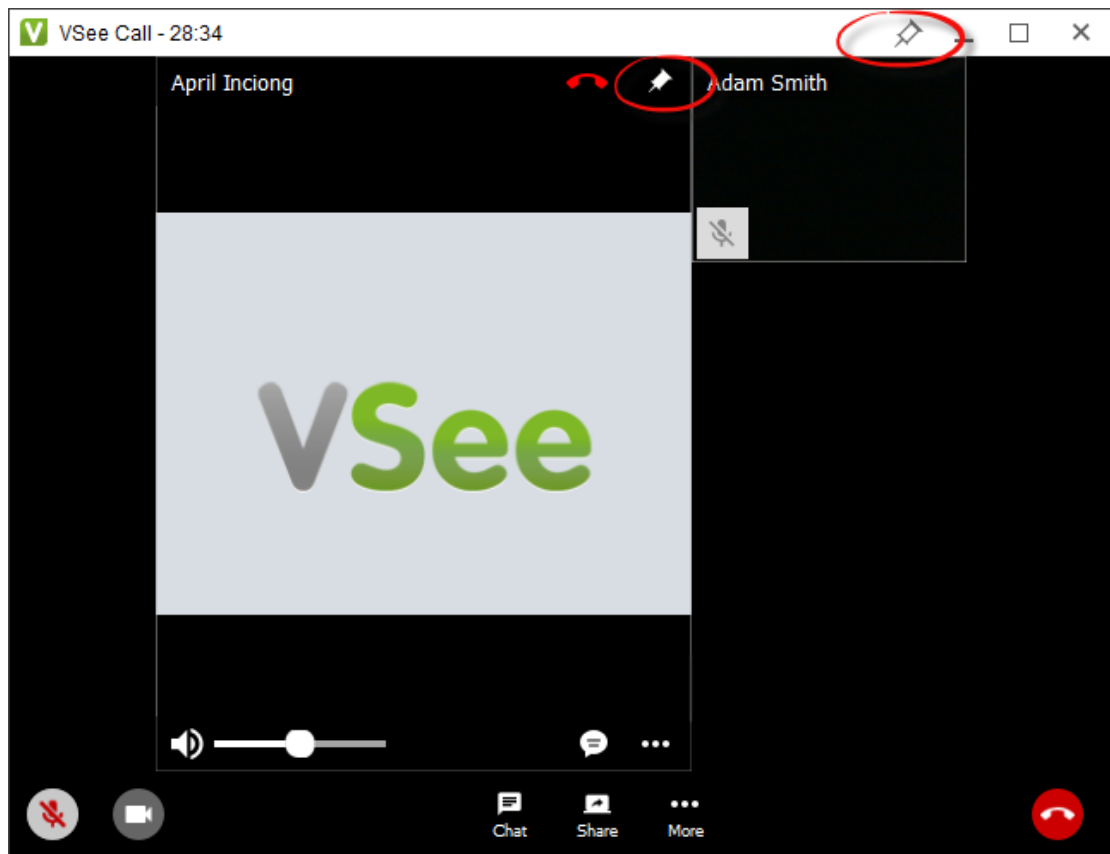 VSee Call - 28:34
April Inciong
Adam Smith
VSee
Chat
Share
More